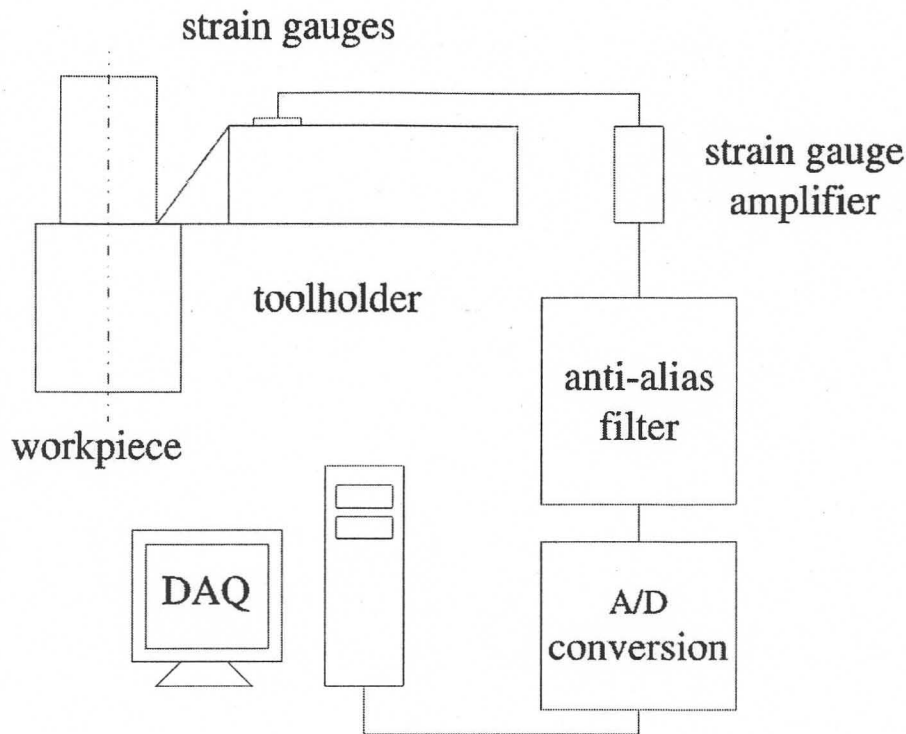 strain gauges
strain gauge
amplifier
toolholder
anti-alias
filter
workpiece
DAQ
A/D
conversion